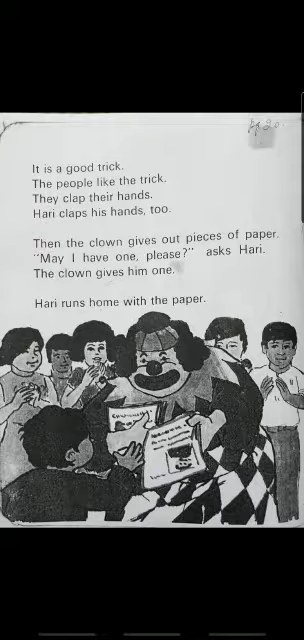 Pg 20.
It is a good trick.
The people like the trick.
They clap their hands.
Hari claps his hands, too.
Then the clown gives out pieces of paper.
"May I have one, please?" asks Hari.
The clown gives him one.
Hari runs home with the paper.